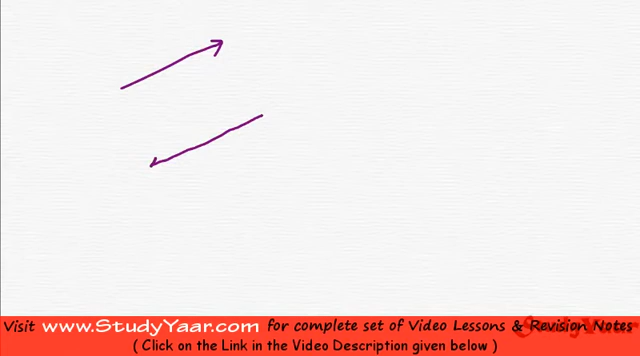 Visit www.StudyYaar.com for complete set of Video Lessons & Revision Notes
( Click on the Link in the Video Description given below )
StudyYaar